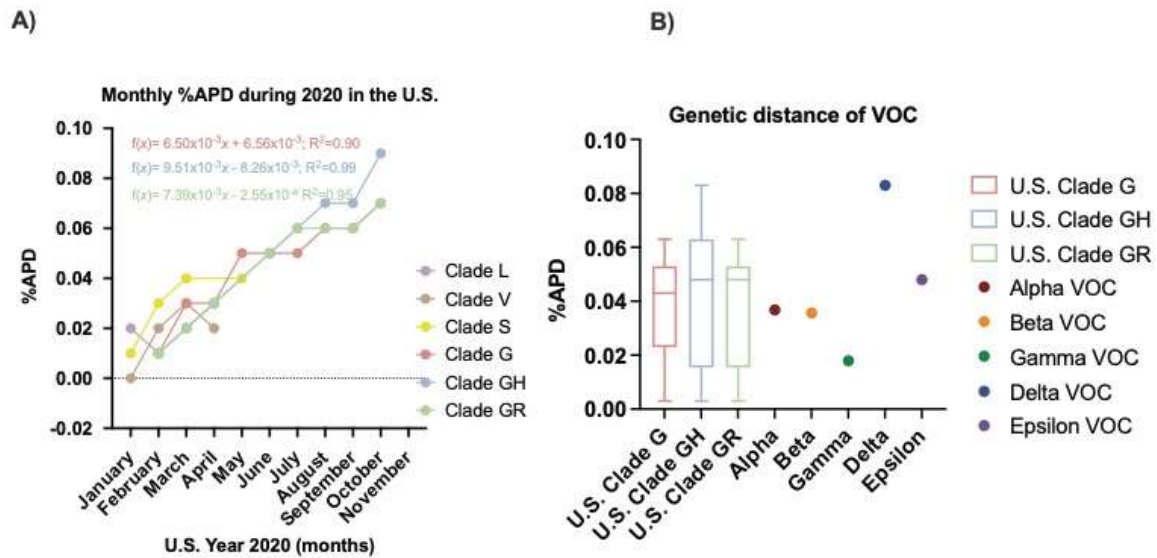 A)
Monthly %APD during 2020 in the U.S.
f(x)= 6.50x10⁻³x + 6.56x10⁻³; R²=0.90
f(x)= 9.51x10⁻³x - 8.26x10⁻³; R²=0.99
f(x)= 7.39x10⁻³x - 2.55x10⁻⁴ R²=0.95
%APD
0.10
0.08
0.06
0.04
0.02
0.00
-0.02
January
February
March
April
May
June
July
August
September
October
November
U.S. Year 2020 (months)
Clade L
Clade V
Clade S
Clade G
Clade GH
Clade GR
B)
Genetic distance of VOC
%APD
0.10
0.08
0.06
0.04
0.02
0.00
U.S. Clade G
U.S. Clade GH
U.S. Clade GR
Alpha
Beta
Gamma
Delta
Epsilon
U.S. Clade G
U.S. Clade GH
U.S. Clade GR
Alpha VOC
Beta VOC
Gamma VOC
Delta VOC
Epsilon VOC